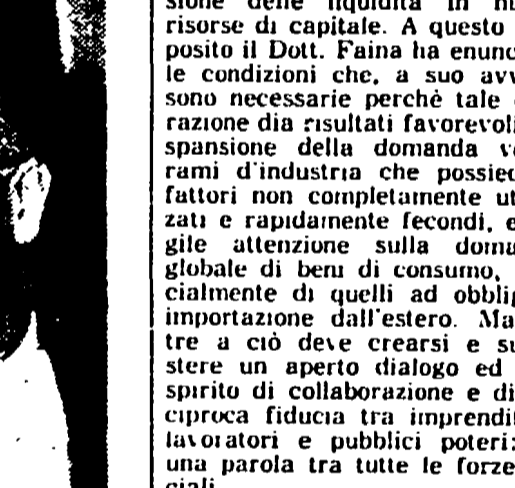 sione delle liquidità in nu
risorse di capitale. A questo
posito il Dott. Faina ha enunc
le condizioni che, a suo avv
sono necessarie perchè tale
razione dia risultati favorevoli
spansione della domanda ve
rami d'industria che possied
fattori non completamente ut
zati e rapidamente fecondi, e
gile attenzione sulla doma
globale di beni di consumo,
cialmente di quelli ad obblig
importazione dall'estero. Ma
tre a ciò deve crearsi e su
stere un aperto dialogo ed
spirito di collaborazione e di
ciproca fiducia tra imprendit
lavoratori e pubblici poteri:
una parola tra tutte le forze
ciali.